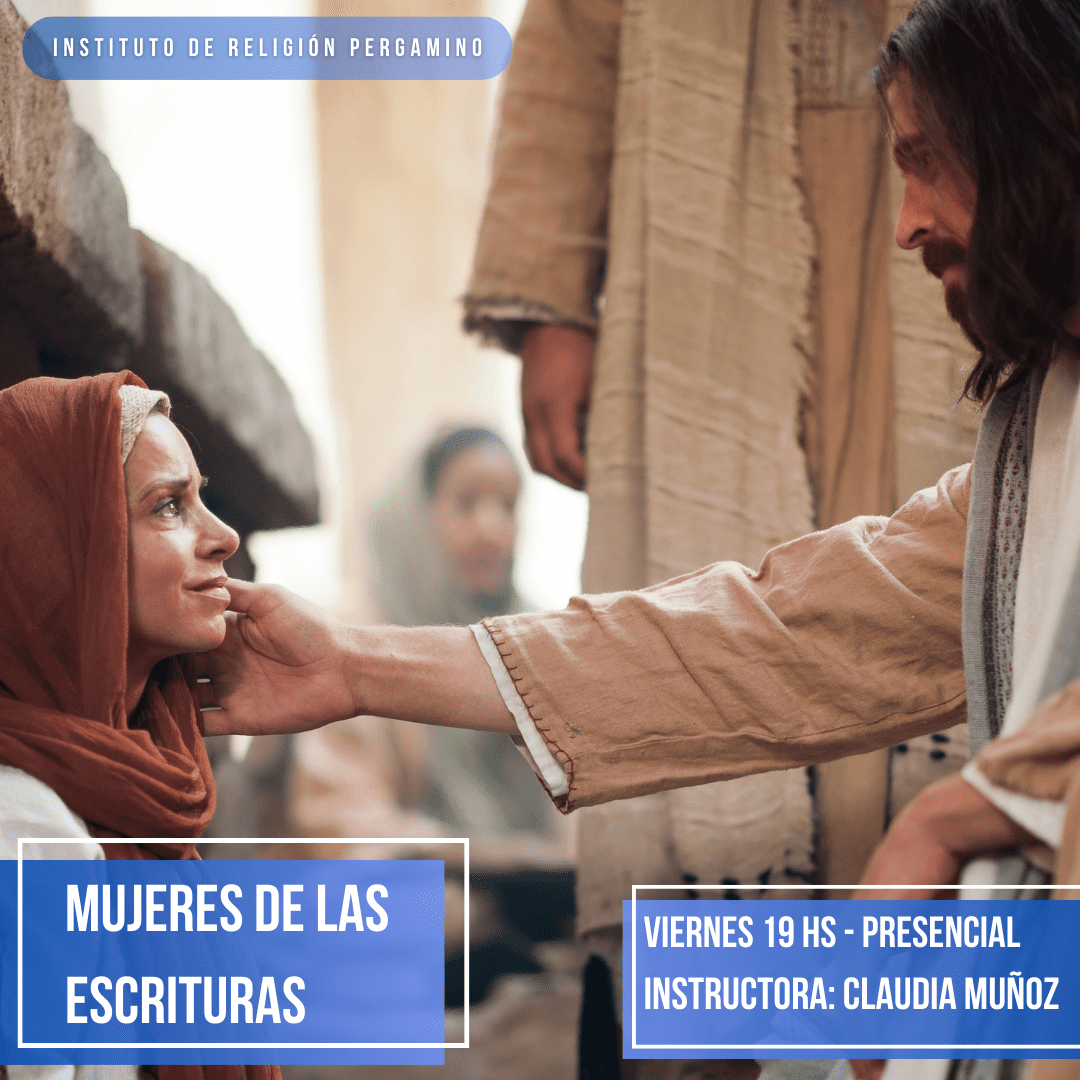 INSTITUTO DE RELIGIÓN PERGAMINO
MUJERES DE LAS
ESCRITURAS
VIERNES 19 HS - PRESENCIAL
INSTRUCTORA: CLAUDIA MUÑOZ